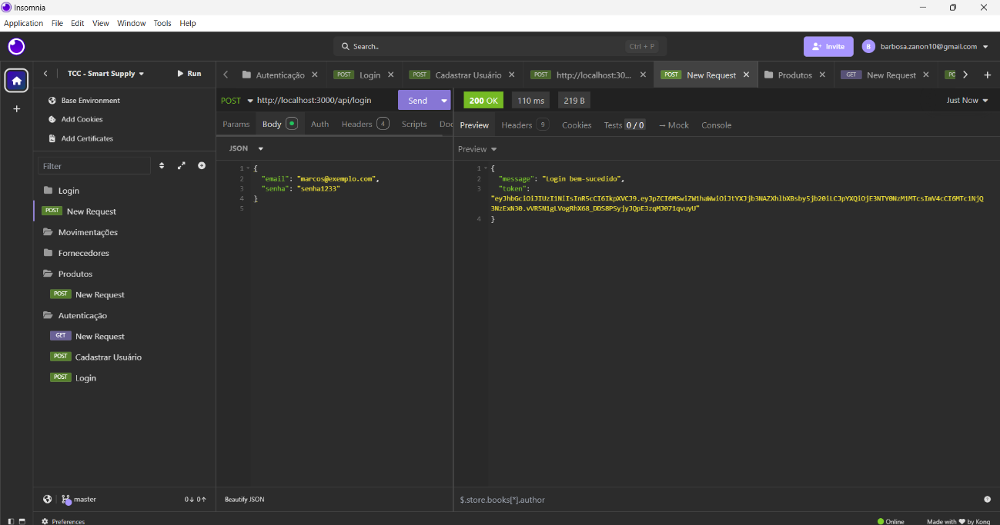 Insomnia
Application File Edit View Window Tools Help
Search.. Ctrl + P
Invite
B barbosa.zanon10@gmail.com
TCC - Smart Supply
Run
Autenticação
POST Login
POST Cadastrar Usuário
POST http://localhost:30...
POST New Request
Produtos
GET New Request
Base Environment
Add Cookies
Add Certificates
Filter
Login
POST New Request
Movimentações
Fornecedores
Produtos
POST New Request
Autenticação
GET New Request
POST Cadastrar Usuário
POST Login
master 0 0
Preferences
POST http://localhost:3000/api/login Send
Params Body Auth Headers 4 Scripts Doc
JSON
1 {
2 "email": "marcos@exemplo.com",
3 "senha": "senha1233"
4 }
5
Beautify JSON
200 OK 110 ms 219 B Just Now
Preview Headers 9 Cookies Tests 0 / 0 → Mock Console
Preview
1 {
2 "message": "Login bem-sucedido",
3 "token":
4 }
$.store.books[*].author
Online Made with by Kong